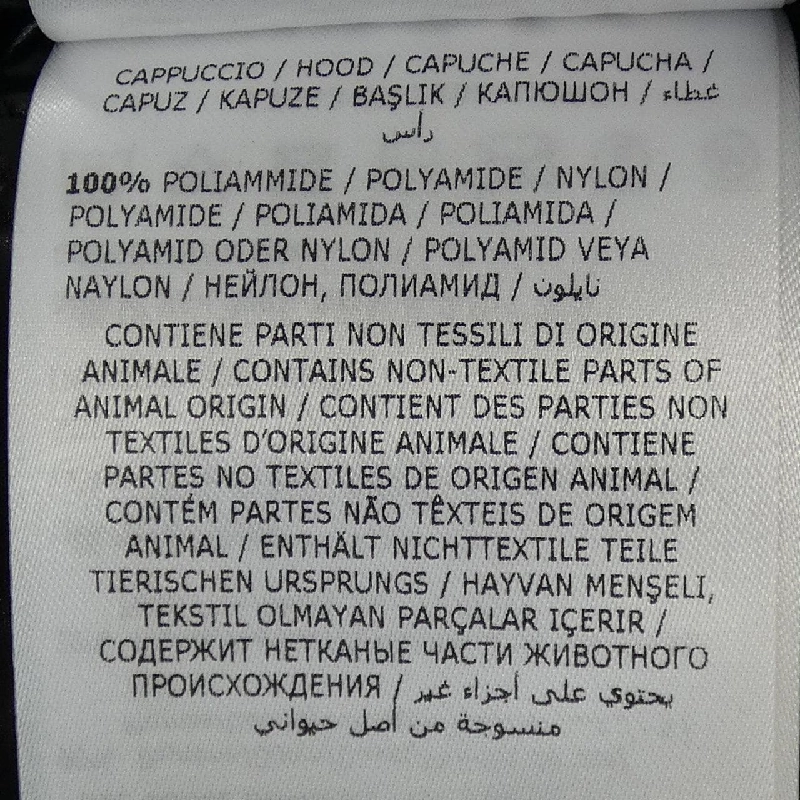 CAPPUCCIO / HOOD / CAPUCHE / CAPUCHA /
CAPUZ / KAPUZE / BAŞLIK / КАПЮШОН / غطاء
رأس
100% POLIAMMIDE / POLYAMIDE / NYLON /
POLYAMIDE / POLIAMIDA / POLIAMIDA /
POLYAMID ODER NYLON / POLYAMID VEYA
NAYLON / НЕЙЛОН, ПОЛИАМИД / نايلون
CONTIENE PARTI NON TESSILI DI ORIGINE
ANIMALE / CONTAINS NON-TEXTILE PARTS OF
ANIMAL ORIGIN / CONTIENT DES PARTIES NON
TEXTILES D'ORIGINE ANIMALE / CONTIENE
PARTES NO TEXTILES DE ORIGEN ANIMAL /
CONTÉM PARTES NÃO TÊXTEIS DE ORIGEM
ANIMAL / ENTHÄLT NICHTTEXTILE TEILE
TIERISCHEN URSPRUNGS / HAYVAN MENŞELI,
TEKSTIL OLMAYAN PARÇALAR IÇERIR /
СОДЕРЖИТ НЕТКАНЫЕ ЧАСТИ ЖИВОТНОГО
ПРОИСХОЖДЕНИЯ / يحتوي على أجزاء غير
منسوجة من أصل حيواني